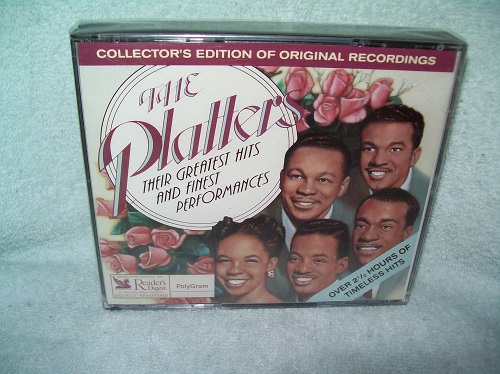 COLLECTOR'S EDITION OF ORIGINAL RECORDINGS
THE
Platters
THEIR GREATEST HITS
AND FINEST
PERFORMANCES
OVER 2½ HOURS OF
TIMELESS HITS
Reader's
Digest
PolyGram